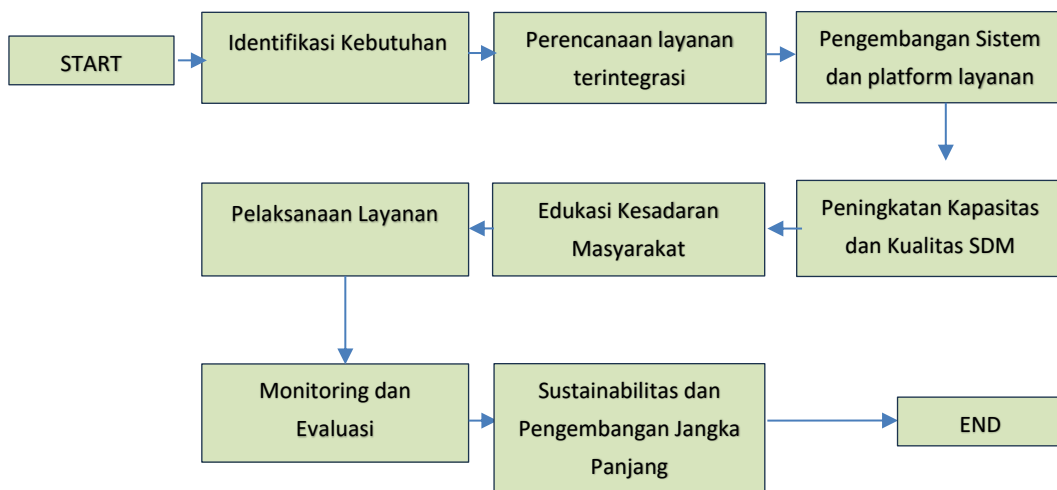 START
Identifikasi Kebutuhan
Perencanaan layanan
terintegrasi
Pengembangan Sistem
dan platform layanan
Peningkatan Kapasitas
dan Kualitas SDM
Edukasi Kesadaran
Masyarakat
Pelaksanaan Layanan
Monitoring dan
Evaluasi
Sustainabilitas dan
Pengembangan Jangka
Panjang
END